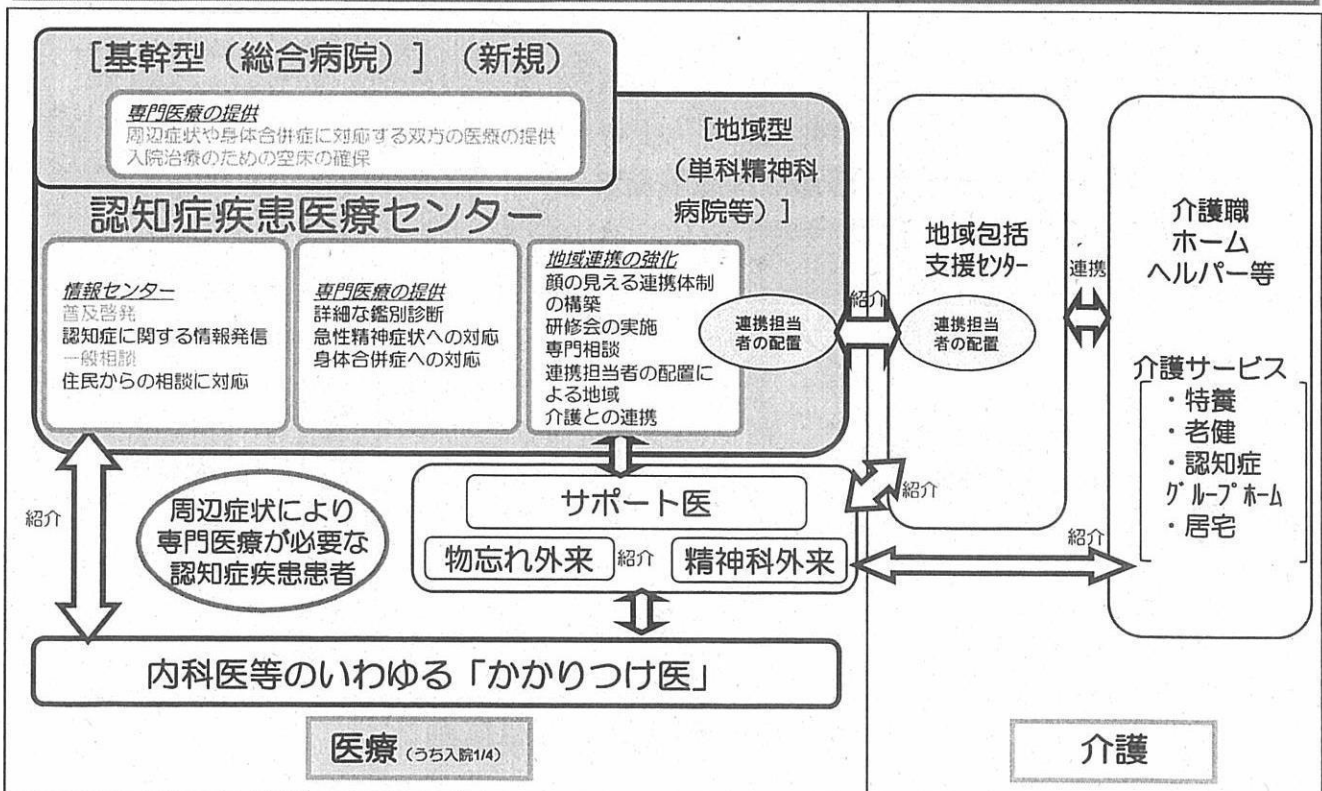 [基幹型(総合病院)](新規)
専門医療の提供
周辺症状や身体合併症に対応する双方の医療の提供
入院治療のための空床の確保
[地域型
(単科精神科
病院等)]
認知症疾患医療センター
情報センター
普及啓発
認知症に関する情報発信
一般相談
住民からの相談に対応
専門医療の提供
詳細な鑑別診断
急性精神症状への対応
身体合併症への対応
地域連携の強化
顔の見える連携体制
の構築
研修会の実施
専門相談
連携担当者の配置に
よる地域
介護との連携
連携担当
者の配置
紹介
地域包括
支援センター
連携担当
者の配置
連携
介護職
ホーム
ヘルパー等
介護サービス
・特養
・老健
・認知症
グループホーム
・居宅
紹介
周辺症状により
専門医療が必要な
認知症疾患患者
サポート医
物忘れ外来
紹介
精神科外来
紹介
紹介
内科医等のいわゆる「かかりつけ医」
医療(うち入院1/4)
介護